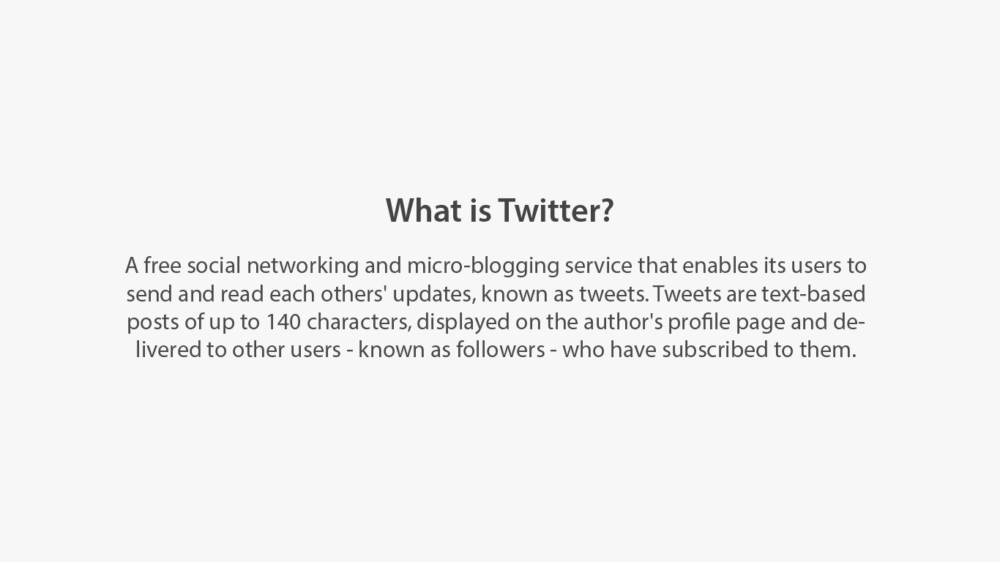 What is Twitter?
A free social networking and micro-blogging service that enables its users to
send and read each others' updates, known as tweets. Tweets are text-based
posts of up to 140 characters, displayed on the author's profile page and de-
livered to other users - known as followers - who have subscribed to them.